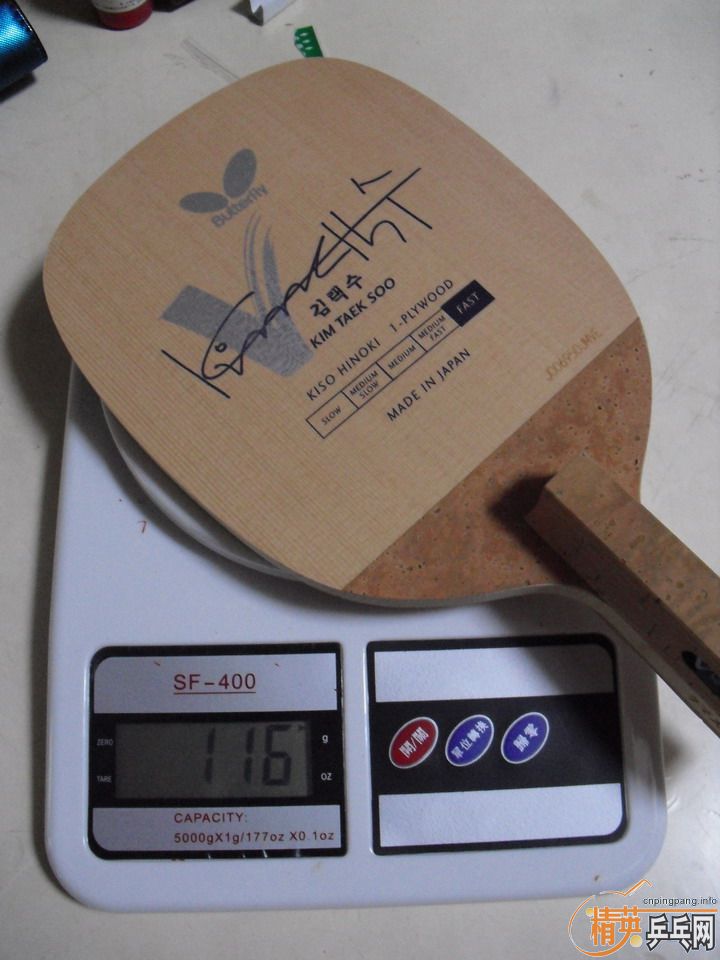 Butterfly
김택수
KIM TAEK SOO
KISO HINOKI 1-PLYWOOD
SLOW MEDIUM SLOW MEDIUM MEDIUM FAST FAST
MADE IN JAPAN
SF-400
ZERO
TARE
116
g
oz
CAPACITY:
5000gX1g/177oz X0.1oz
開/關
單位轉換
歸零
cnpingpang.info
精英乒乓网